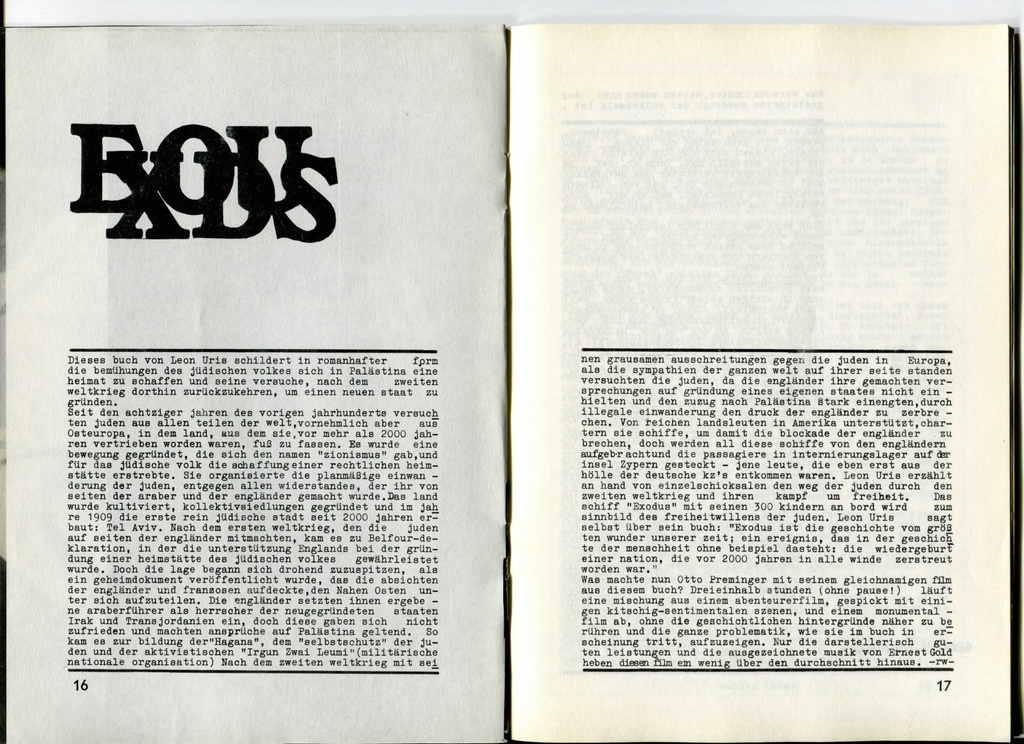 EXODUS
Dieses buch von Leon Uris schildert in romanhafter fprm
die bemühungen des jüdischen volkes sich in Palästina eine
heimat zu schaffen und seine versuche, nach dem zweiten
weltkrieg dorthin zurückzukehren, um einen neuen staat zu
gründen.
Seit den achtziger jahren des vorigen jahrhunderts versuch
ten juden aus allen teilen der welt,vornehmlich aber aus
Osteuropa, in dem land, aus dem sie,vor mehr als 2000 jah-
ren vertrieben worden waren, fuß zu fassen. Es wurde eine
bewegung gegründet, die sich den namen "zionismus" gab,und
für das jüdische volk die schaffung einer rechtlichen heim-
stätte erstrebte. Sie organisierte die planmäßige einwan -
derung der juden, entgegen allen widerstandes, der ihr von
seiten der araber und der engländer gemacht wurde.Das land
wurde kultiviert, kollektivsiedlungen gegründet und im jah
re 1909 die erste rein jüdische stadt seit 2000 jahren er-
baut: Tel Aviv. Nach dem ersten weltkrieg, den die juden
auf seiten der engländer mitmachten, kam es zu Belfour-de-
klaration, in der die unterstützung Englands bei der grün-
dung einer heimstätte des jüdischen volkes gewährleistet
wurde. Doch die lage begann sich drohend zuzuspitzen, als
ein geheimdokument veröffentlicht wurde, das die absichten
der engländer und franzosen aufdeckte,den Nahen Osten un-
ter sich aufzuteilen. Die engländer setzten ihnen ergebe -
ne araberführer als herrscher der neugegründeten staaten
Irak und Transjordanien ein, doch diese gaben sich nicht
zufrieden und machten ansprüche auf Palästina geltend. So
kam es zur bildung der"Hagana", dem "selbstschutz" der ju-
den und der aktivistischen "Irgun Zwai Leumi"(militärische
nationale organisation) Nach dem zweiten weltkrieg mit sei
16
nen grausamen ausschreitungen gegen die juden in Europa,
als die sympathien der ganzen welt auf ihrer seite standen
versuchten die juden, da die engländer ihre gemachten ver-
sprechungen auf gründung eines eigenen staates nicht ein -
hielten und den zuzug nach Palästina stark einengten,durch
illegale einwanderung den druck der engländer zu zerbre -
chen. Von reichen landsleuten in Amerika unterstützt,char-
tern sie schiffe, um damit die blockade der engländer zu
brechen, doch werden all diese schiffe von den engländern
aufgebrachtund die passagiere in internierungslager auf der
insel Zypern gesteckt - jene leute, die eben erst aus der
hölle der deutsche kz's entkommen waren. Leon Uris erzählt
an hand von einzelschicksalen den weg der juden durch den
zweiten weltkrieg und ihren kampf um freiheit. Das
schiff "Exodus" mit seinen 300 kindern an bord wird zum
sinnbild des freiheitwillens der juden. Leon Uris sagt
selbst über sein buch: "Exodus ist die geschichte vom größ
ten wunder unserer zeit; ein ereignis, das in der geschich
te der menschheit ohne beispiel dasteht: die wiedergeburt
einer nation, die vor 2000 jahren in alle winde zerstreut
worden war."
Was machte nun Otto Preminger mit seinem gleichnamigen film
aus diesem buch? Dreieinhalb stunden (ohne pause!) läuft
eine mischung aus einem abenteurerfilm, gespickt mit eini-
gen kitschig-sentimentalen szenen, und einem monumental -
film ab, ohne die geschichtlichen hintergründe näher zu be
rühren und die ganze problematik, wie sie im buch in er-
scheinung tritt, aufzuzeigen. Nur die darstellerisch gu-
ten leistungen und die ausgezeichnete musik von Ernest Gold
heben diesen film ein wenig über den durchschnitt hinaus. -rw-
17